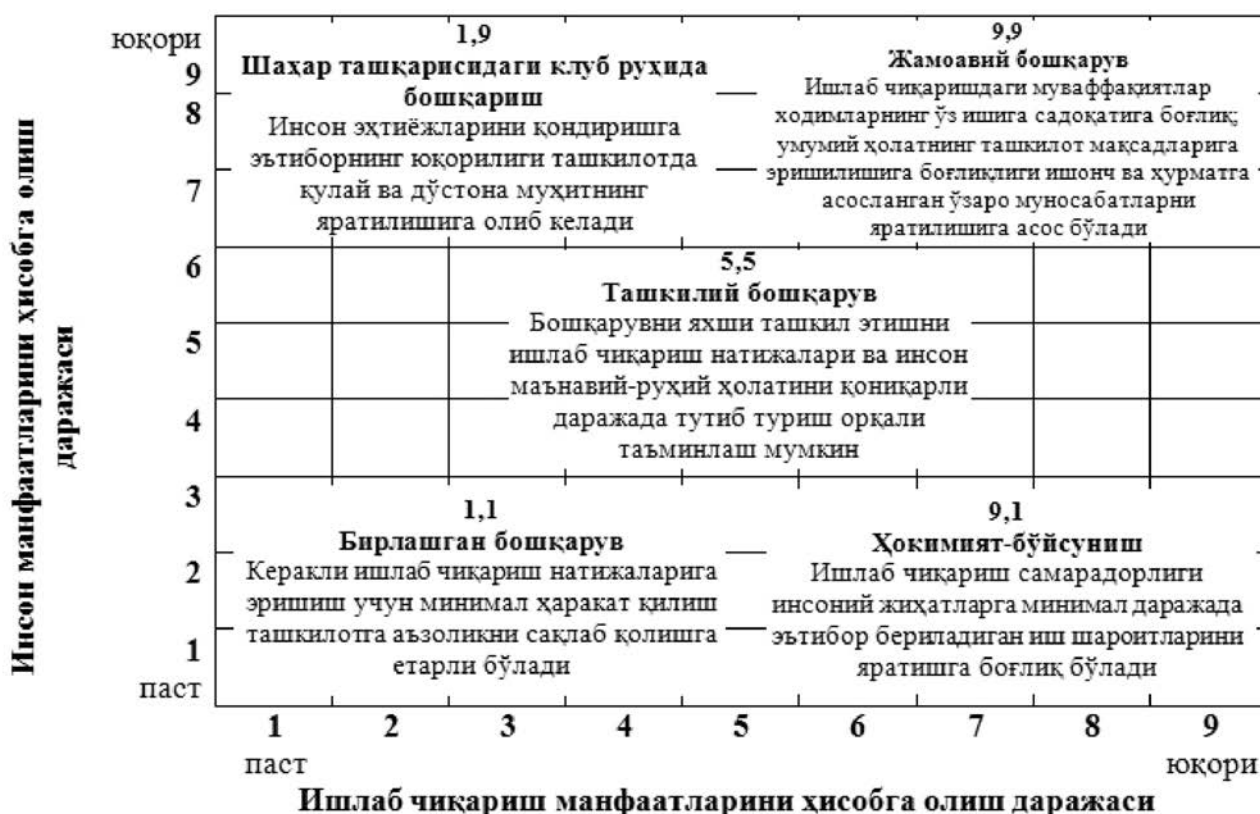 Инсон манфаатларини ҳисобга олиш
даражаси
юқори
9
8
7
6
5
4
3
2
1
паст
1,9
Шаҳар ташқарисидаги клуб руҳида
бошқариш
Инсон эҳтиёжларини қондиришга
эътиборнинг юқорилиги ташкилотда
қулай ва дўстона муҳитнинг
яратилишига олиб келади
9,9
Жамоавий бошқарув
Ишлаб чиқаришдаги муваффақиятлар
ходимларнинг ўз ишига садоқатига боғлиқ;
умумий ҳолатнинг ташкилот мақсадларига
эришилишига боғлиқлиги ишонч ва ҳурматга
асосланган ўзаро муносабатларни
яратилишига асос бўлади
5,5
Ташкилий бошқарув
Бошқарувни яхши ташкил этишни
ишлаб чиқариш натижалари ва инсон
маънавий-руҳий ҳолатини қониқарли
даражада тутиб туриш орқали
таъминлаш мумкин
1,1
Бирлашган бошқарув
Керакли ишлаб чиқариш натижаларига
эришиш учун минимал ҳаракат қилиш
ташкилотга аъзоликни сақлаб қолишга
етарли бўлади
9,1
Ҳокимият-бўйсуниш
Ишлаб чиқариш самарадорлиги
инсоний жиҳатларга минимал даражада
эътибор бериладиган иш шароитларини
яратишга боғлиқ бўлади
1 2 3 4 5 6 7 8 9
паст юқори
Ишлаб чиқариш манфаатларини ҳисобга олиш даражаси